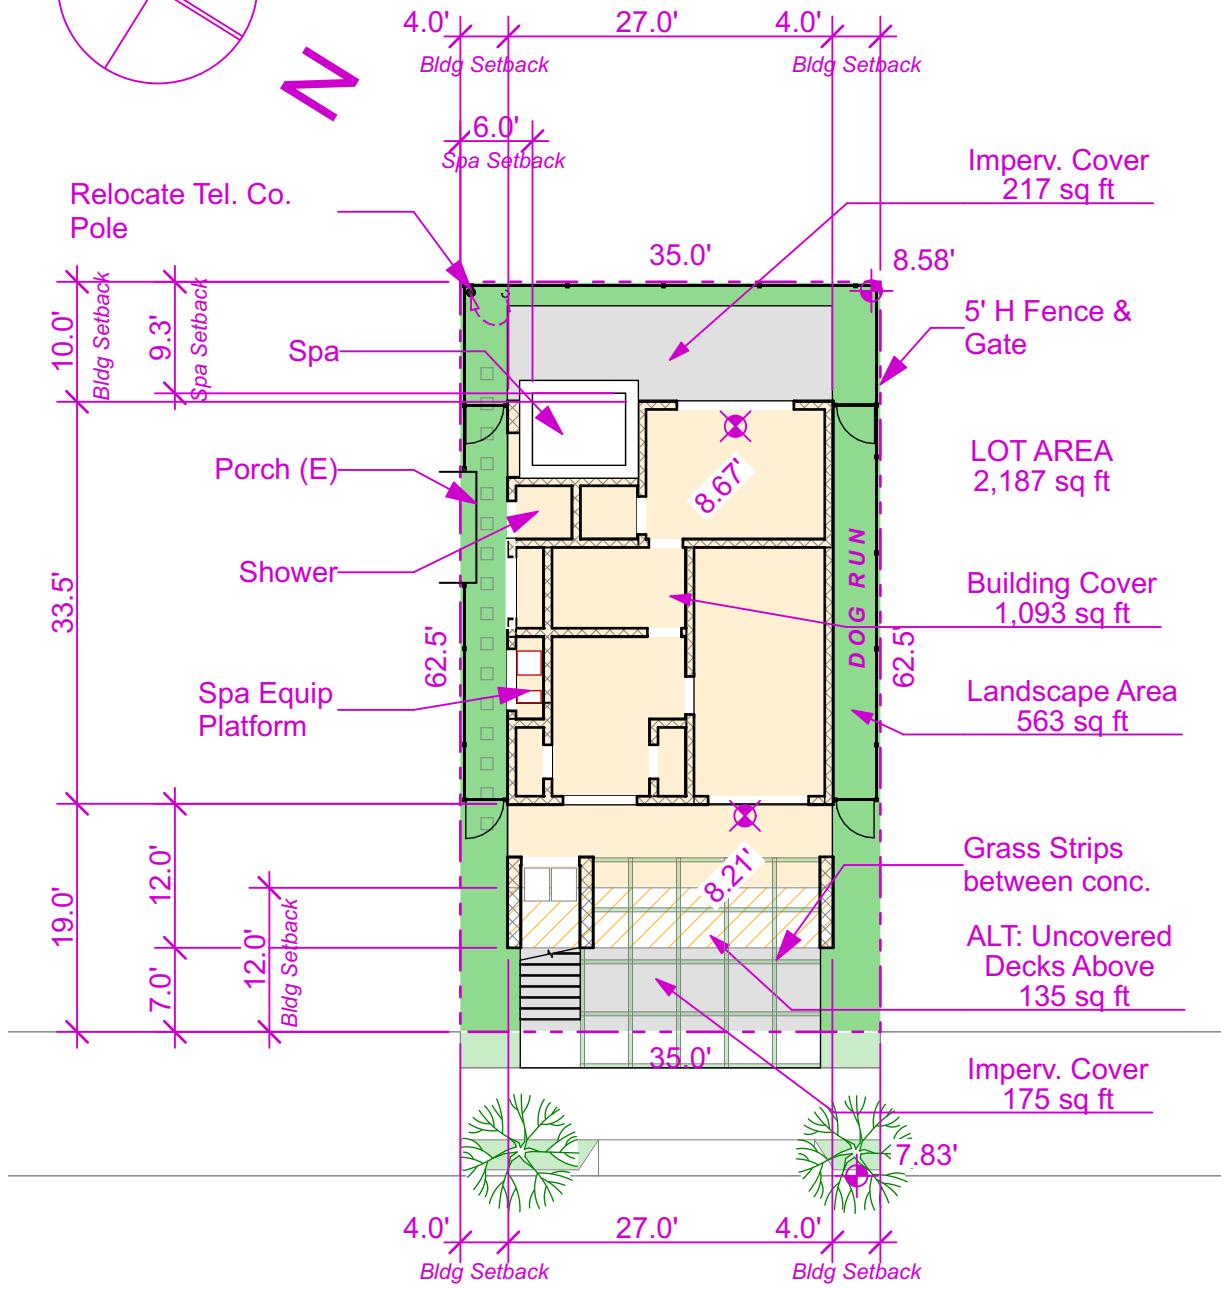 4.0'
27.0'
4.0'
Bldg Setback
Bldg Setback
N
6.0'
Spa Setback
Imperv. Cover
217 sq ft
Relocate Tel. Co.
Pole
35.0'
8.58'
10.0'
Bldg Setback
9.3'
Spa Setback
5' H Fence &
Gate
Spa
LOT AREA
2,187 sq ft
Porch (E)
8.67'
Shower
DOG RUN
Building Cover
1,093 sq ft
33.5'
62.5'
62.5'
Landscape Area
563 sq ft
Spa Equip
Platform
Grass Strips
between conc.
8.21'
12.0'
19.0'
12.0'
Bldg Setback
7.0'
ALT: Uncovered
Decks Above
135 sq ft
35.0'
Imperv. Cover
175 sq ft
7.83'
4.0'
27.0'
4.0'
Bldg Setback
Bldg Setback